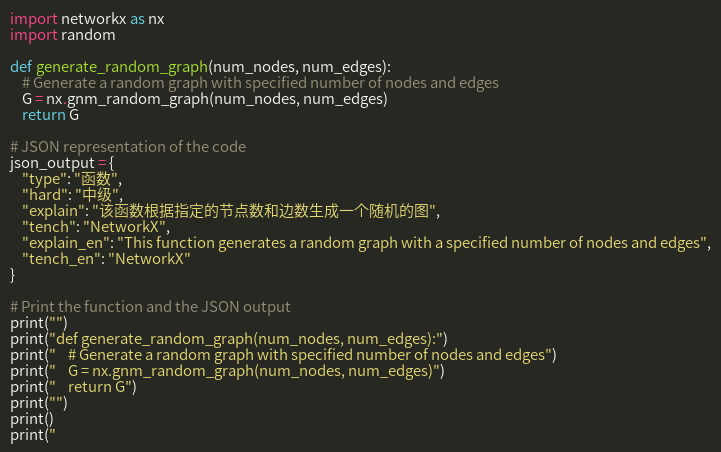 import networkx as nx
import random

def generate_random_graph(num_nodes, num_edges):
    # Generate a random graph with specified number of nodes and edges
    G = nx.gnm_random_graph(num_nodes, num_edges)
    return G

# JSON representation of the code
json_output = {
    "type": "函数",
    "hard": "中级",
    "explain": "该函数根据指定的节点数和边数生成一个随机的图",
    "tench": "NetworkX",
    "explain_en": "This function generates a random graph with a specified number of nodes and edges",
    "tench_en": "NetworkX"
}

# Print the function and the JSON output
print("")
print("def generate_random_graph(num_nodes, num_edges):")
print("    # Generate a random graph with specified number of nodes and edges")
print("    G = nx.gnm_random_graph(num_nodes, num_edges)")
print("    return G")
print("")
print()
print("